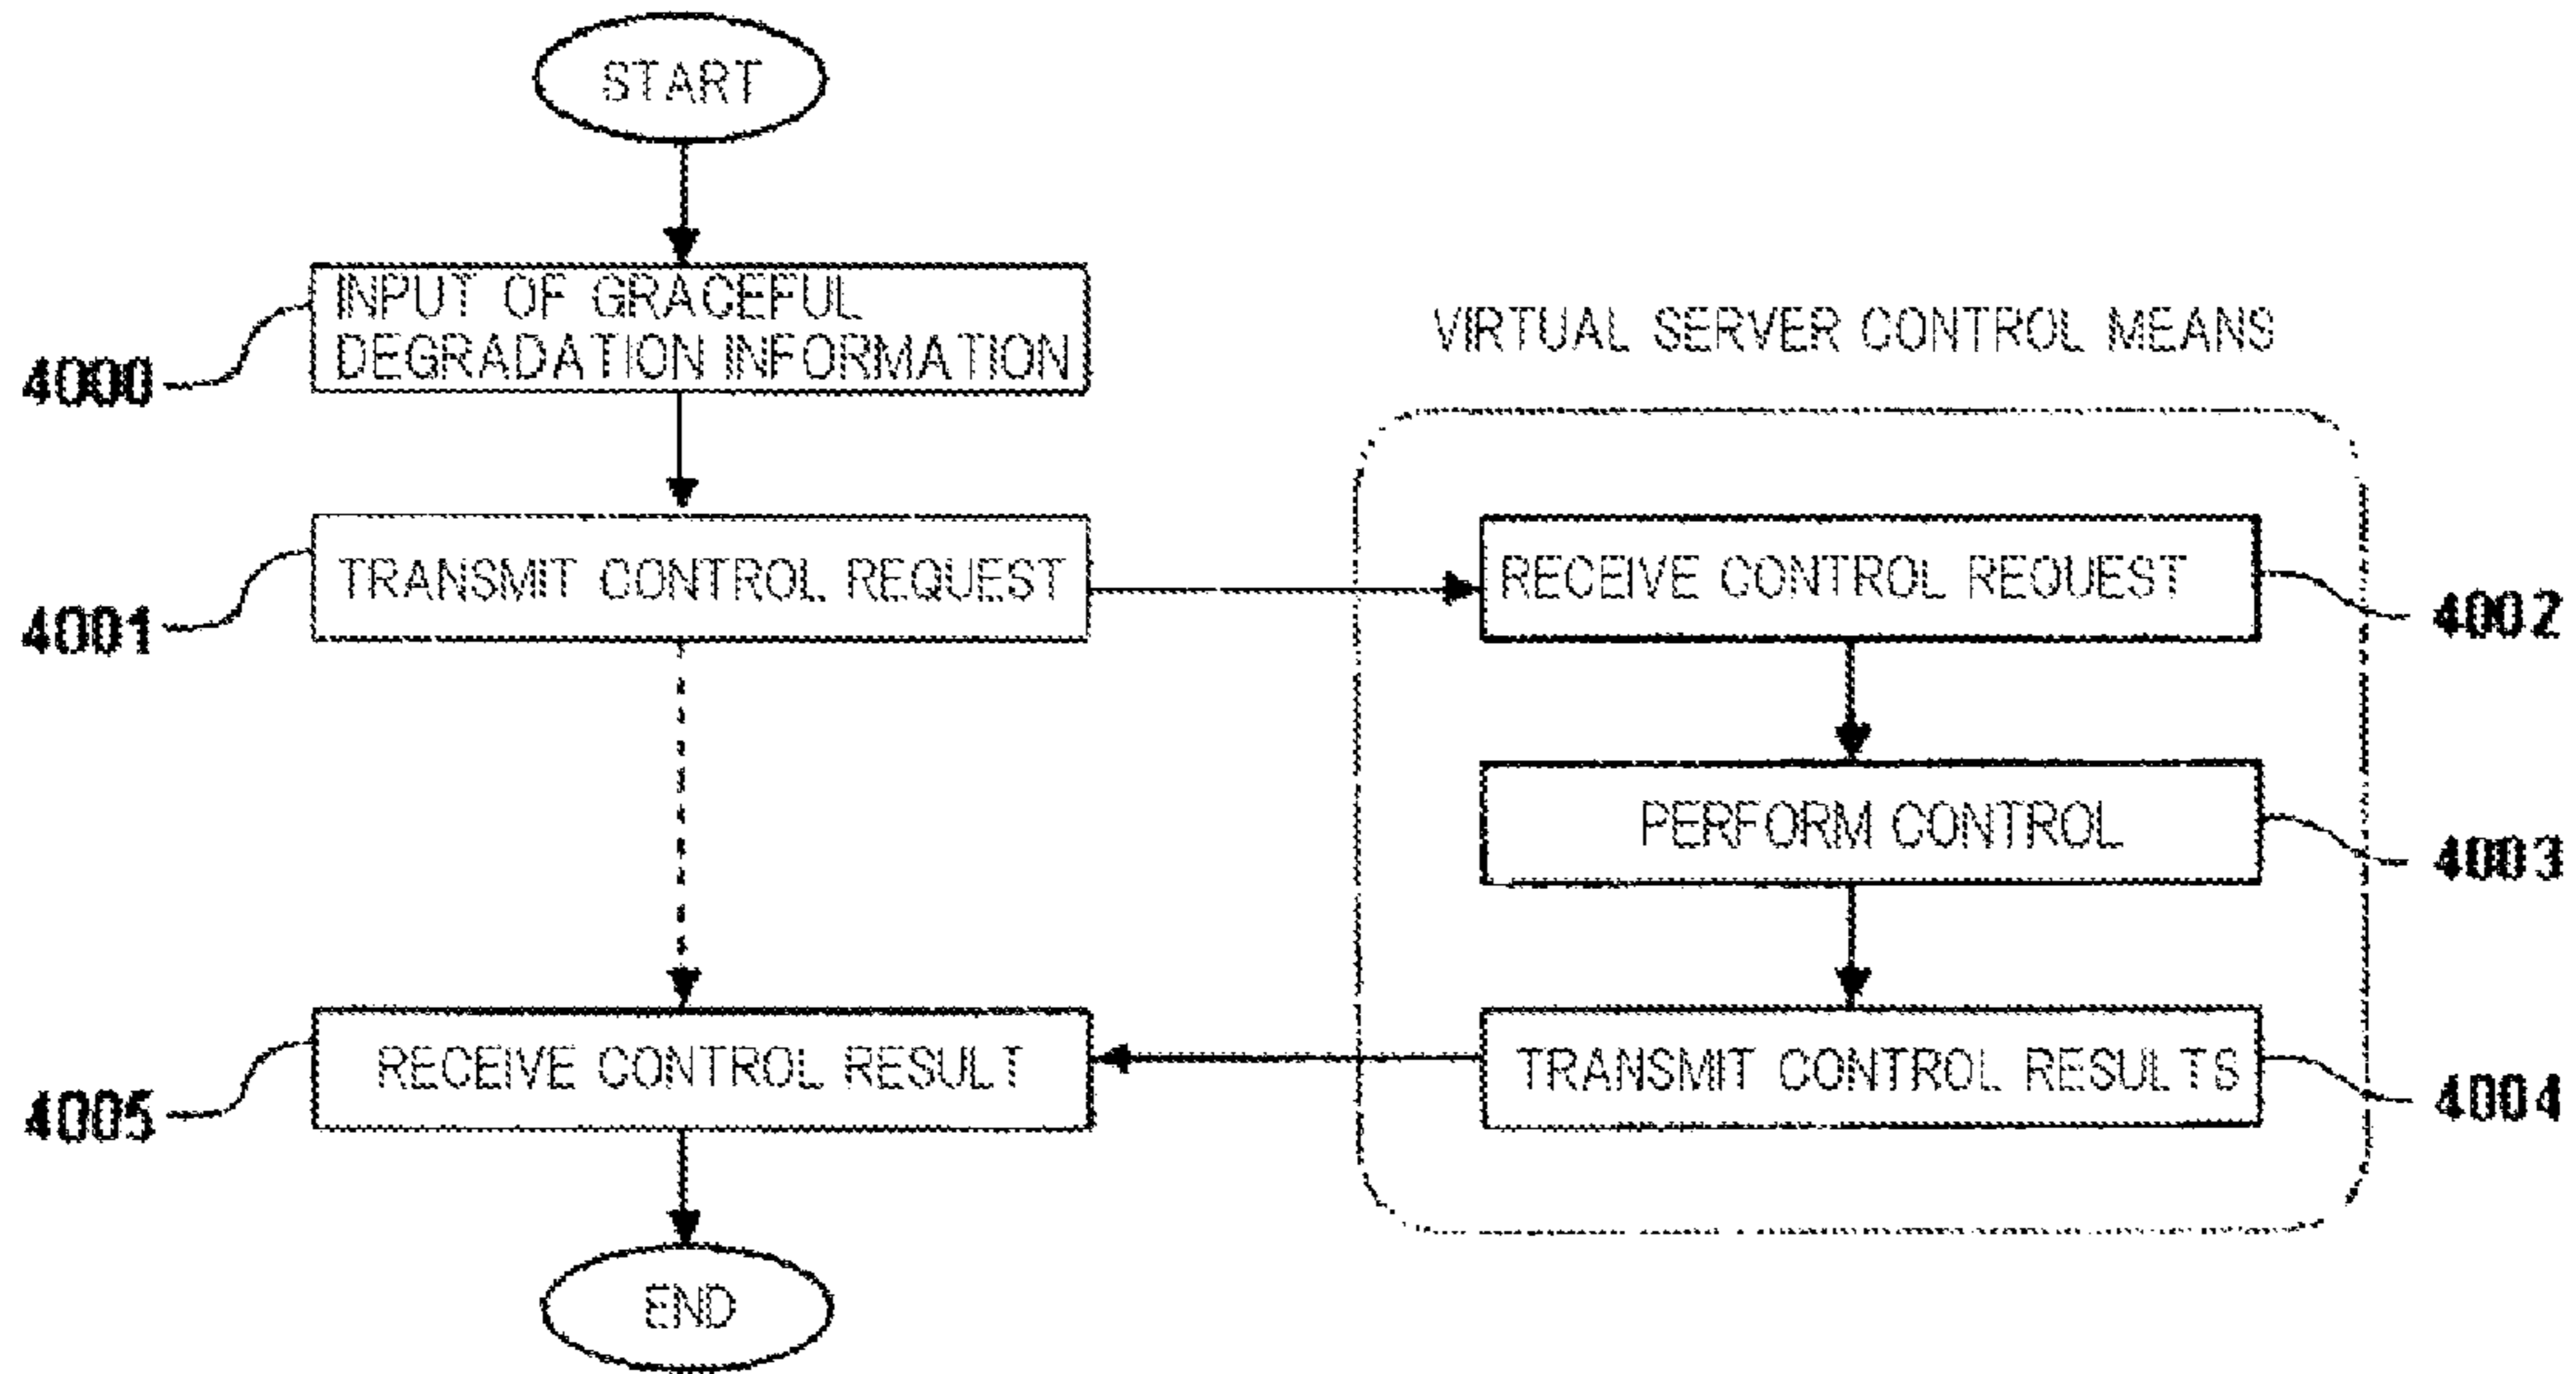 START
INPUT OF GRACEFUL
DEGRADATION INFORMATION
4000
VIRTUAL SERVER CONTROL MEANS
TRANSMIT CONTROL REQUEST
4001
RECEIVE CONTROL REQUEST
4002
PERFORM CONTROL
4003
RECEIVE CONTROL RESULT
4005
TRANSMIT CONTROL RESULTS
4004
END